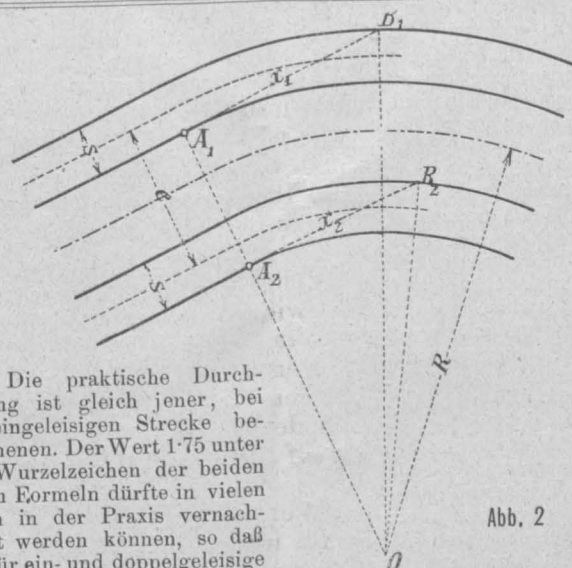 B₁
x₁
s
A₁
e
B₂
x₂
s
A₂
R
Die praktische Durch-
ng ist gleich jener, bei
eingeleisigen Strecke be-
henen. Der Wert 1·75 unter
Wurzelzeichen der beiden
n Formeln dürfte in vielen
n in der Praxis vernach-
t werden können, so daß
für ein- und doppelgeleisige
Abb. 2
O